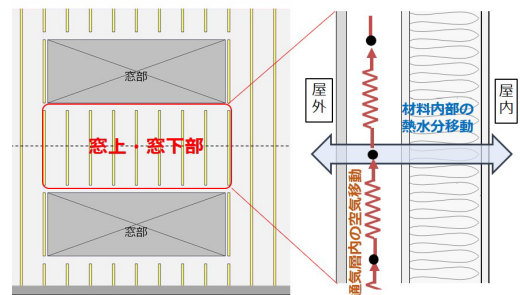 窓部
窓上・窓下部
窓部
屋外
通気層内の空気移動
材料内部の
熱水分移動
屋内